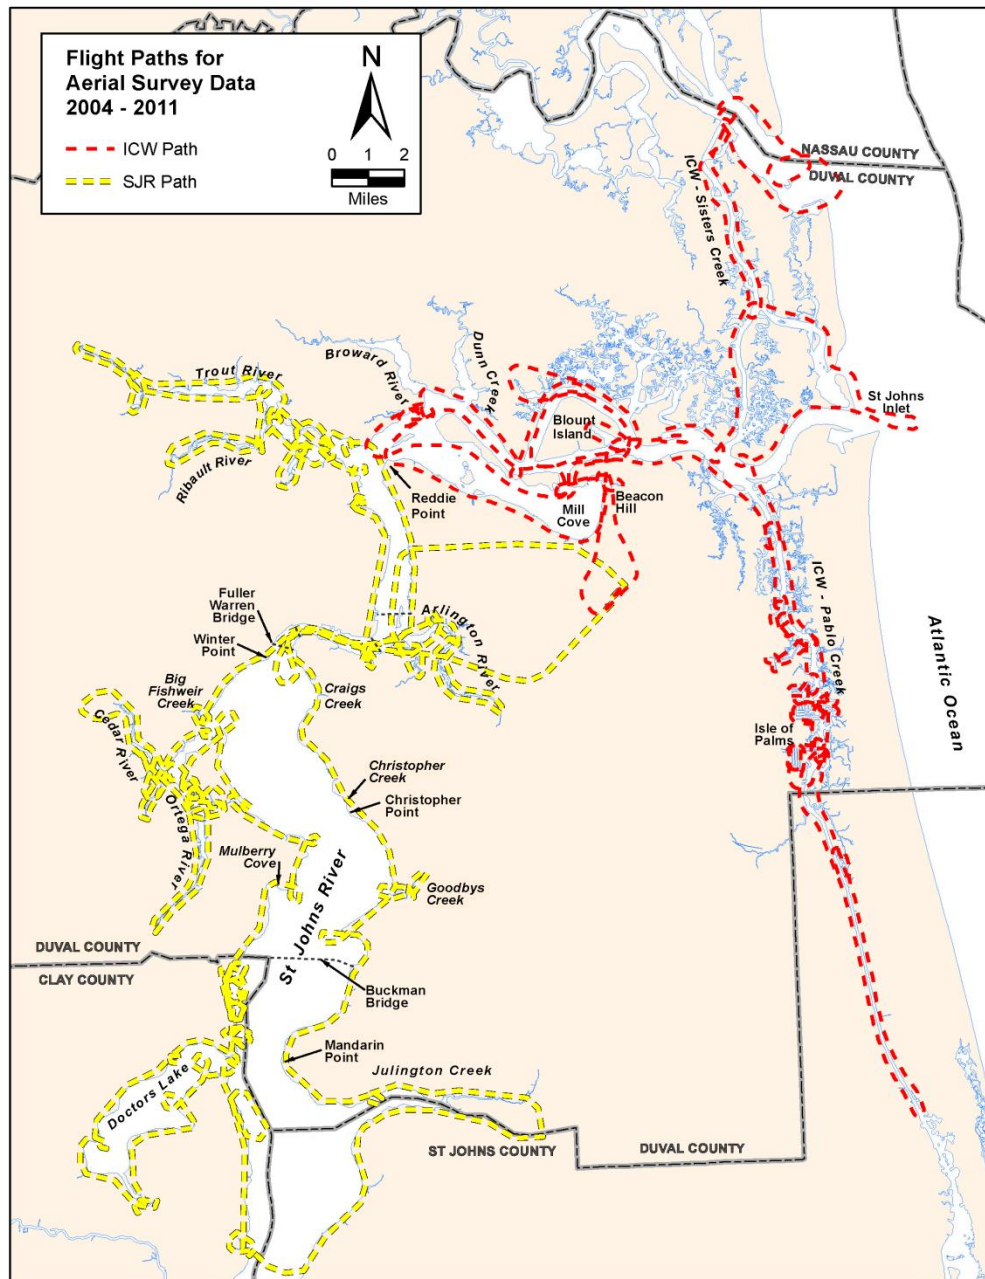 Flight Paths for
Aerial Survey Data
2004 - 2011
N
ICW Path
SJR Path
0 1 2
Miles
NASSAU COUNTY
DUVAL COUNTY
ICW - Sisters Creek
Dunn Creek
Broward River
Trout River
St Johns
Inlet
Blount
Island
Ribault River
Reddie
Point
Mill
Cove
Beacon
Hill
ICW - Pablo Creek
Fuller
Warren
Bridge
Arlington River
Winter
Point
Atlantic Ocean
Big
Fishweir
Creek
Craigs
Creek
Cedar River
Isle of
Palms
Christopher
Creek
Christopher
Point
Ortega River
Mulberry
Cove
St Johns River
Goodbys
Creek
DUVAL COUNTY
CLAY COUNTY
Buckman
Bridge
Mandarin
Point
Julington Creek
Doctors Lake
ST JOHNS COUNTY
DUVAL COUNTY